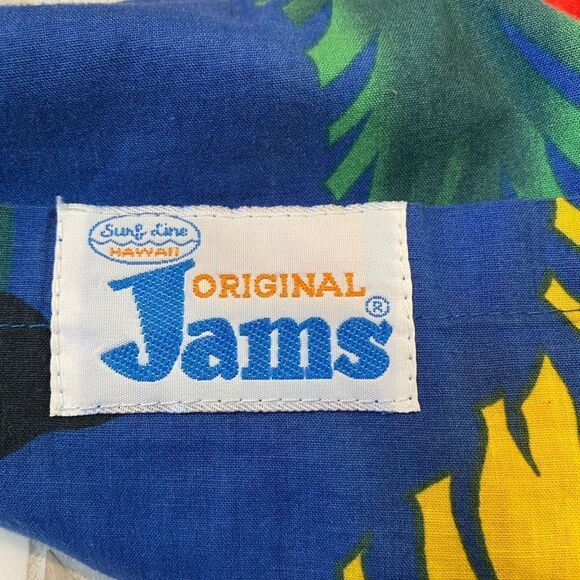 Surf Line
HAWAII
ORIGINAL
Jams®